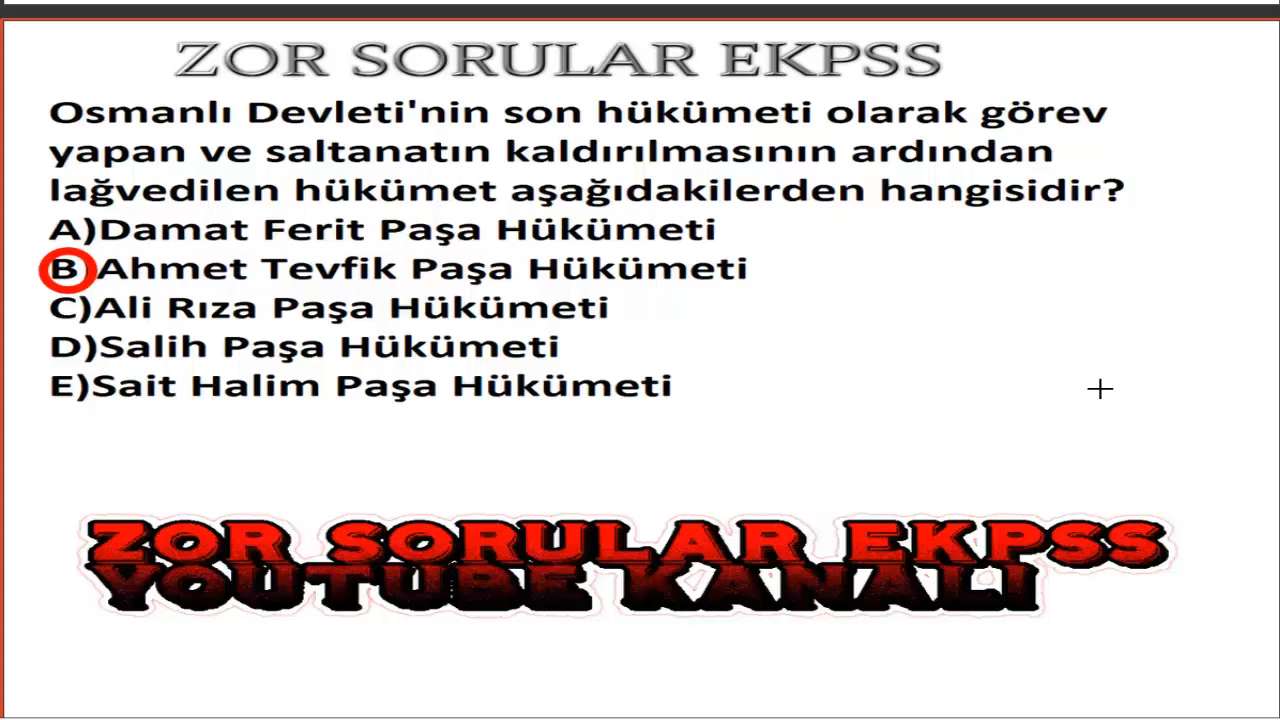 ZOR SORULAR EKPSS
Osmanlı Devleti'nin son hükümeti olarak görev
yapan ve saltanatın kaldırılmasının ardından
lağvedilen hükümet aşağıdakilerden hangisidir?
A)Damat Ferit Paşa Hükümeti
B)Ahmet Tevfik Paşa Hükümeti
C)Ali Rıza Paşa Hükümeti
D)Salih Paşa Hükümeti
E)Sait Halim Paşa Hükümeti
ZOR SORULAR EKPSS
YOUTUBE KANALI